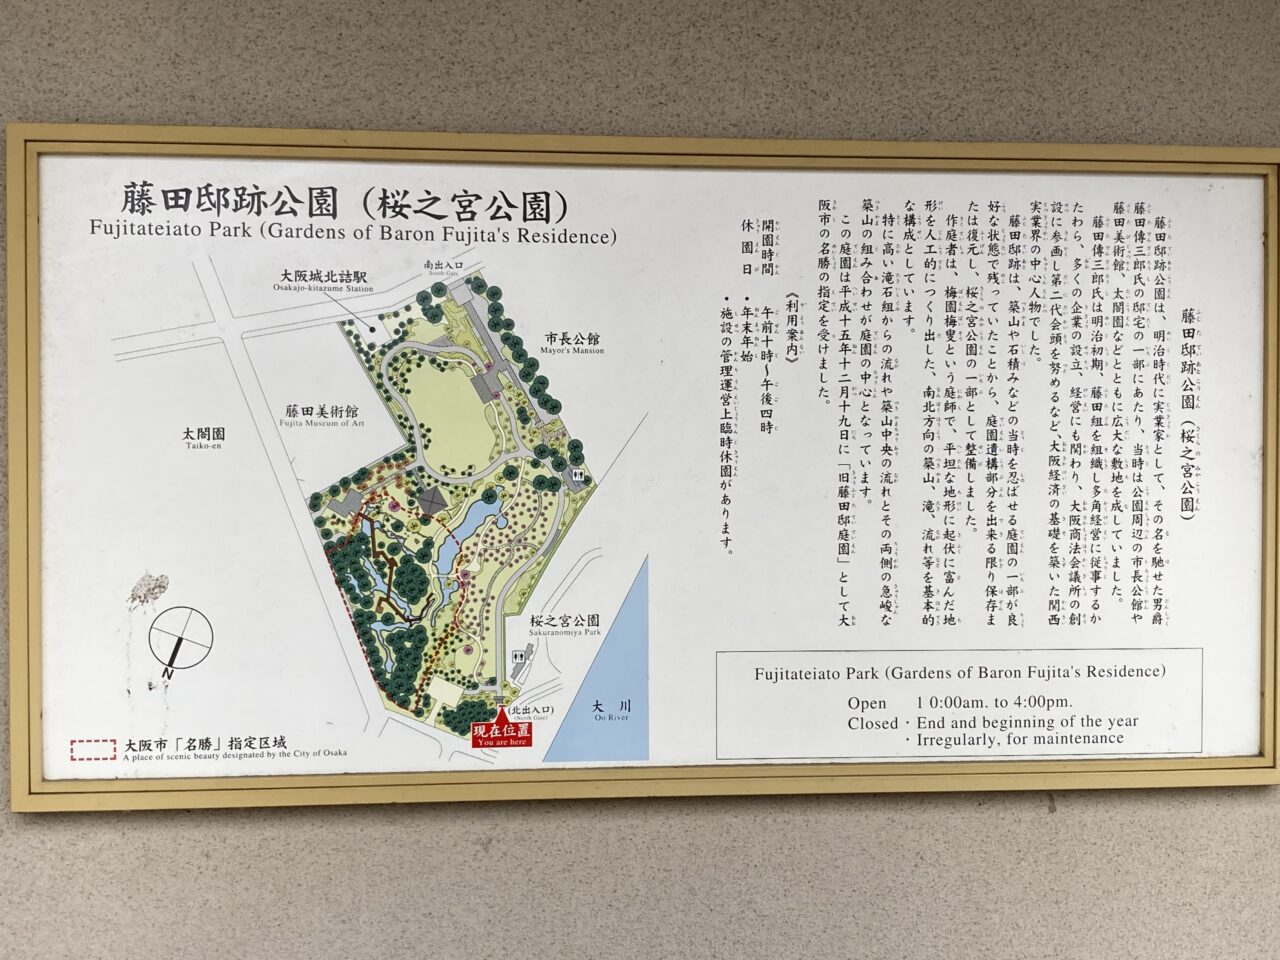 藤田邸跡公園（桜之宮公園）
Fujitateiato Park (Gardens of Baron Fujita's Residence)
大阪城北詰駅
Osakajo-kitazume Station
南出入口
South Gate
市長公館
Mayor's Mansion
藤田美術館
Fujita Museum of Art
太閤園
Taiko-en
桜之宮公園
Sakuranomiya Park
大川
Oo River
(北出入口)
(North Gate)
現在位置
You are here
N
大阪市「名勝」指定区域
A place of scenic beauty designated by the City of Osaka
藤田邸跡公園（桜之宮公園）
藤田邸跡公園は、明治時代に実業家として、その名を馳せた男爵
藤田傳三郎氏の邸宅の一部にあたり、当時は公園周辺の市長公館や
藤田美術館、太閤園などとともに広大な敷地を成していました。
藤田傳三郎氏は明治初期、藤田組を組織し多角経営に従事するか
たわら、多くの企業の設立、経営にも関わり、大阪商法会議所の創
設に参画し第二代会頭を努めるなど、大阪経済の基礎を築いた関西
実業界の中心人物でした。
藤田邸跡は、築山や石積みなどの当時を忍ばせる庭園の一部が良
好な状態で残っていたことから、庭園遺構部分を出来る限り保存ま
たは復元し、桜之宮公園の一部として整備しました。
作庭者は、梅園梅叟という庭師で、平坦な地形に起伏に富んだ地
形を人工的につくり出した、南北方向の築山、滝、流れ等を基本的
な構成としています。
特に高い滝石組からの流れや築山中央の流れとその両側の急峻な
築山の組み合わせが庭園の中心となっています。
この庭園は平成十五年十二月十九日に「旧藤田邸庭園」として大
阪市の名勝の指定を受けました。
《利用案内》
開園時間 午前十時〜午後四時
休園日 ・年末年始
・施設の管理運営上臨時休園があります。
Fujitateiato Park (Gardens of Baron Fujita's Residence)
Open 1 0:00am. to 4:00pm.
Closed・End and beginning of the year
・Irregularly, for maintenance